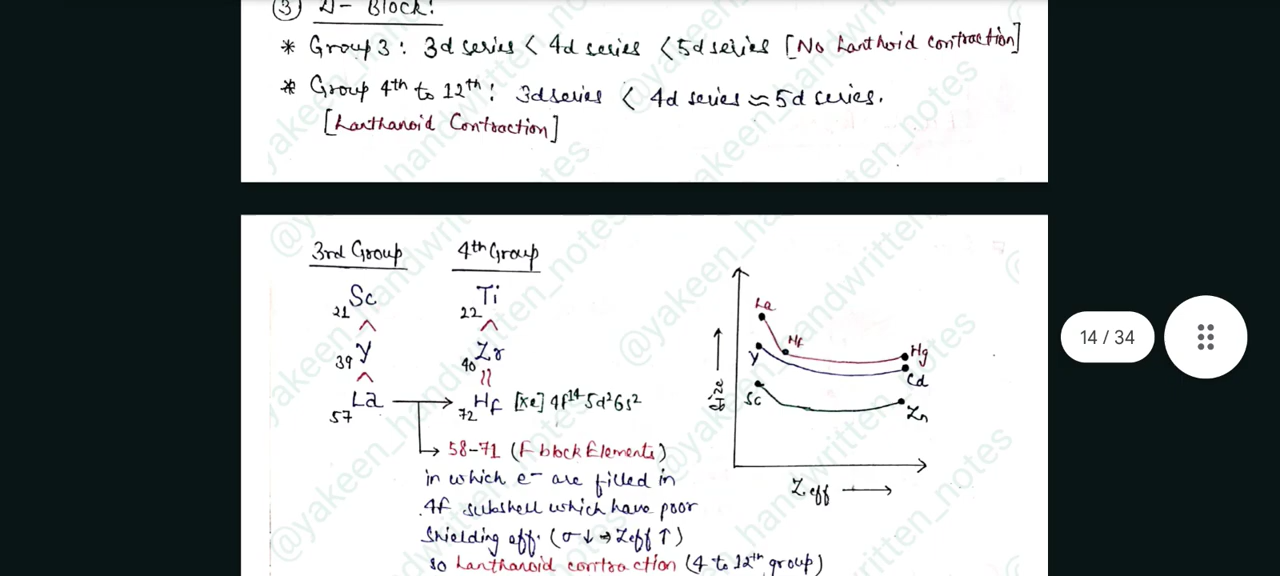 ③ D- Block:
* Group 3 : 3d series < 4d series < 5d series [No Lanthoid contraction]
* Group 4th to 12th : 3d series < 4d series ≈ 5d series.
[Lanthanoid Contraction]
3rd Group
4th Group
21Sc
22Ti
^
^
39Y
40Zr
^
≈
57La → 72Hf [Xe] 4f¹⁴ 5d² 6s²
↳ 58-71 (F block Elements)
in which e⁻ are filled in
4f subshell which have poor
Shielding eff. (σ↓ ⇒ Zeff ↑)
so Lanthanoid contraction (4 to 12th group)
Size
La
Hf
Hg
Y
Cd
Sc
Zn
Zeff →
14 / 34
@yakeen_handwritten_notes